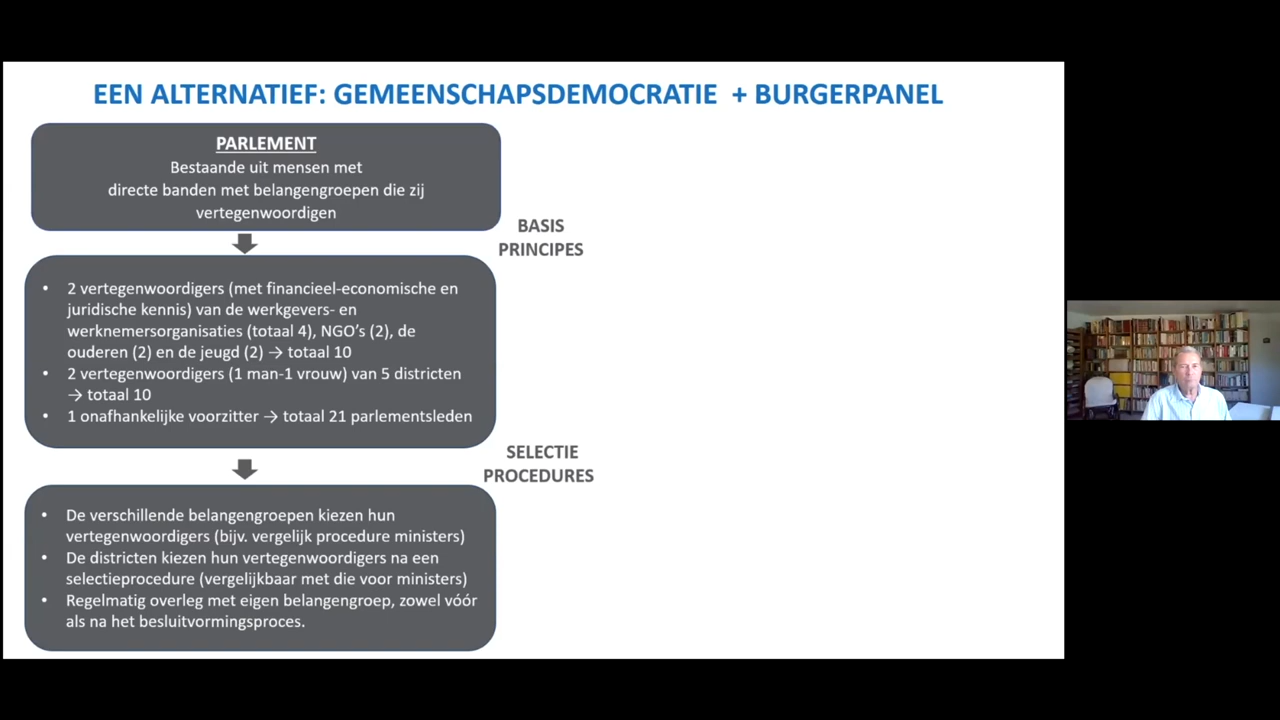 EEN ALTERNATIEF: GEMEENSCHAPSDEMOCRATIE + BURGERPANEL
PARLEMENT
Bestaande uit mensen met
directe banden met belangengroepen die zij
vertegenwoordigen
BASIS
PRINCIPES
• 2 vertegenwoordigers (met financieel-economische en
juridische kennis) van de werkgevers- en
werknemersorganisaties (totaal 4), NGO's (2), de
ouderen (2) en de jeugd (2) → totaal 10
• 2 vertegenwoordigers (1 man-1 vrouw) van 5 districten
→ totaal 10
• 1 onafhankelijke voorzitter → totaal 21 parlementsleden
SELECTIE
PROCEDURES
• De verschillende belangengroepen kiezen hun
vertegenwoordigers (bijv. vergelijk procedure ministers)
• De districten kiezen hun vertegenwoordigers na een
selectieprocedure (vergelijkbaar met die voor ministers)
• Regelmatig overleg met eigen belangengroep, zowel vóór
als na het besluitvormingsproces.